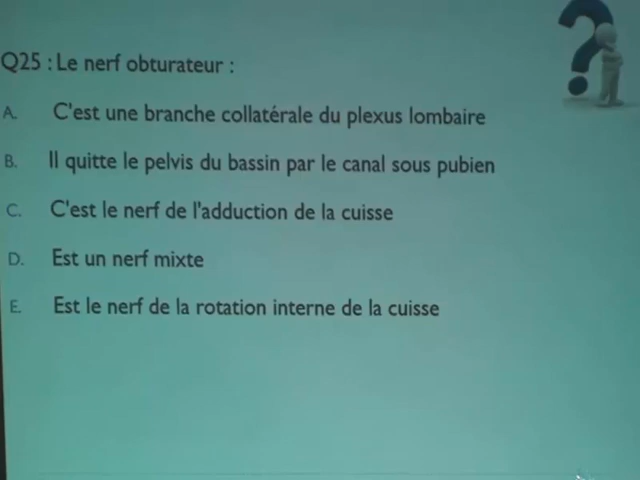 Q25 : Le nerf obturateur :
A. C'est une branche collatérale du plexus lombaire
B. Il quitte le pelvis du bassin par le canal sous pubien
C. C'est le nerf de l'adduction de la cuisse
D. Est un nerf mixte
E. Est le nerf de la rotation interne de la cuisse